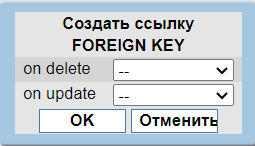 Создать ссылку
FOREIGN KEY
on delete --
on update --
OK Отменить